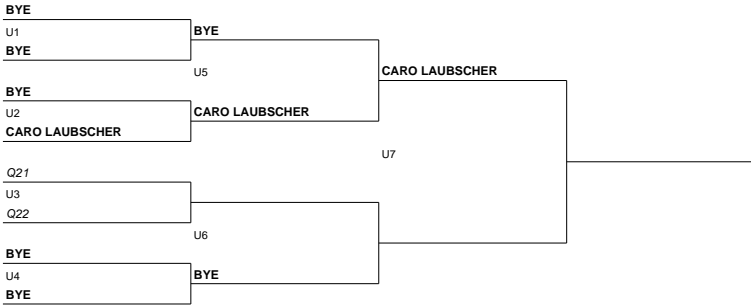 BYE
U1
BYE
BYE
U5
CARO LAUBSCHER
BYE
U2
CARO LAUBSCHER
CARO LAUBSCHER
U7
Q21
U3
Q22
U6
BYE
U4
BYE
BYE